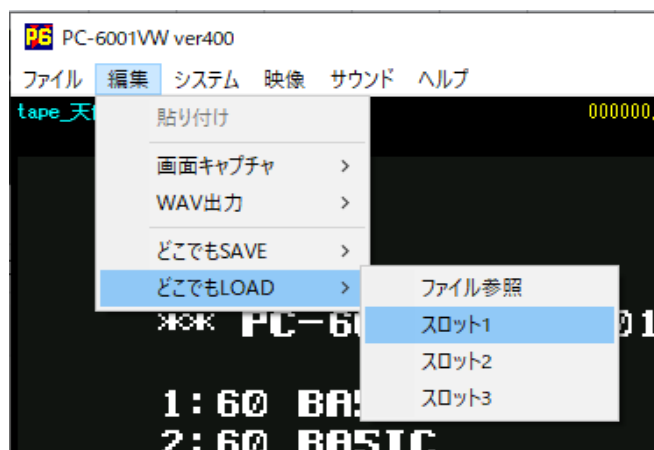 P6 PC-6001VW ver400
ファイル 編集 システム 映像 サウンド ヘルプ
tape_天 000000
貼り付け
画面キャプチャ
WAV出力
どこでもSAVE
どこでもLOAD
ファイル参照
スロット1
スロット2
スロット3
** PC-6 01
1:60 BAS
2:60 BASIC